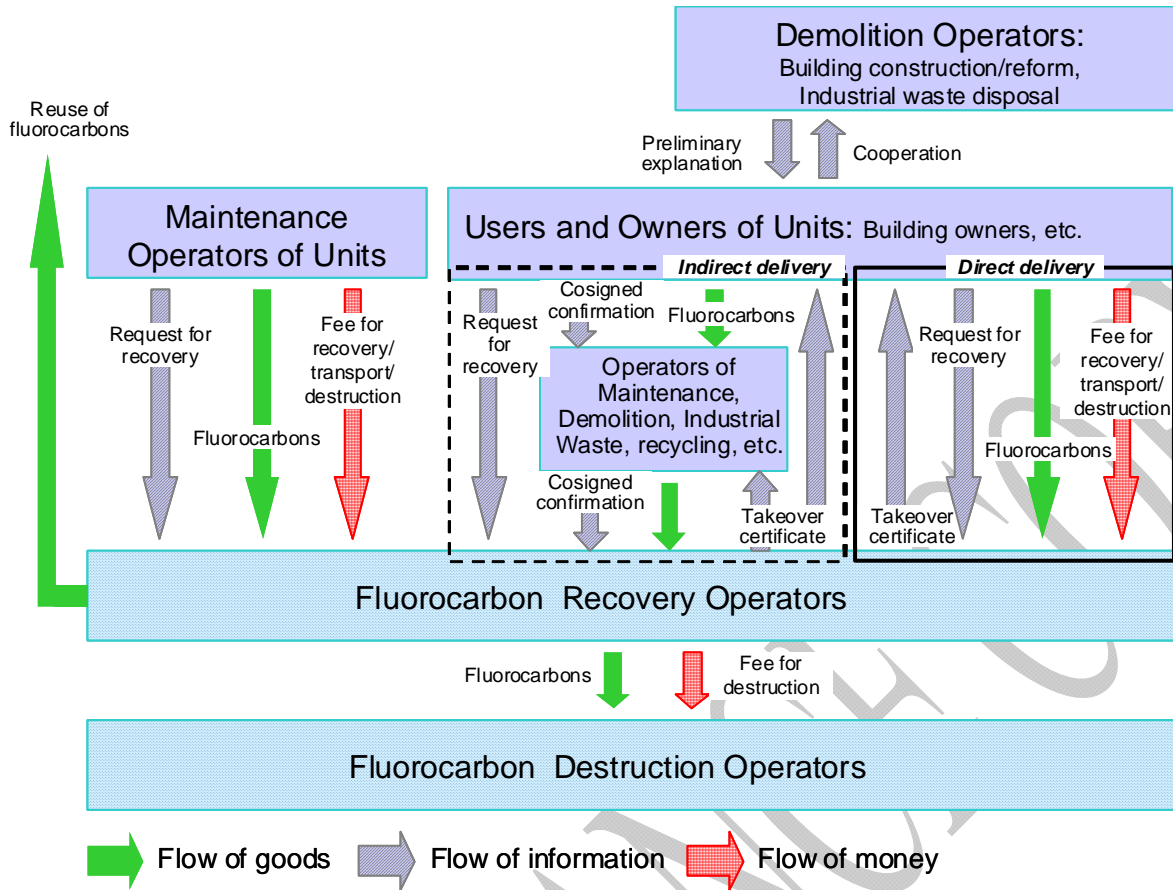 Demolition Operators:
Building construction/reform,
Industrial waste disposal
Reuse of
fluorocarbons
Preliminary
explanation
Cooperation
Maintenance
Operators of Units
Users and Owners of Units: Building owners, etc.
Indirect delivery
Direct delivery
Request for
recovery
Fluorocarbons
Fee for
recovery/
transport/
destruction
Request
for
recovery
Cosigned
confirmation
Fluorocarbons
Operators of
Maintenance,
Demolition, Industrial
Waste, recycling, etc.
Cosigned
confirmation
Takeover
certificate
Takeover
certificate
Request for
recovery
Fluorocarbons
Fee for
recovery/
transport/
destruction
Fluorocarbon Recovery Operators
Fluorocarbons
Fee for
destruction
Fluorocarbon Destruction Operators
Flow of goods
Flow of information
Flow of money